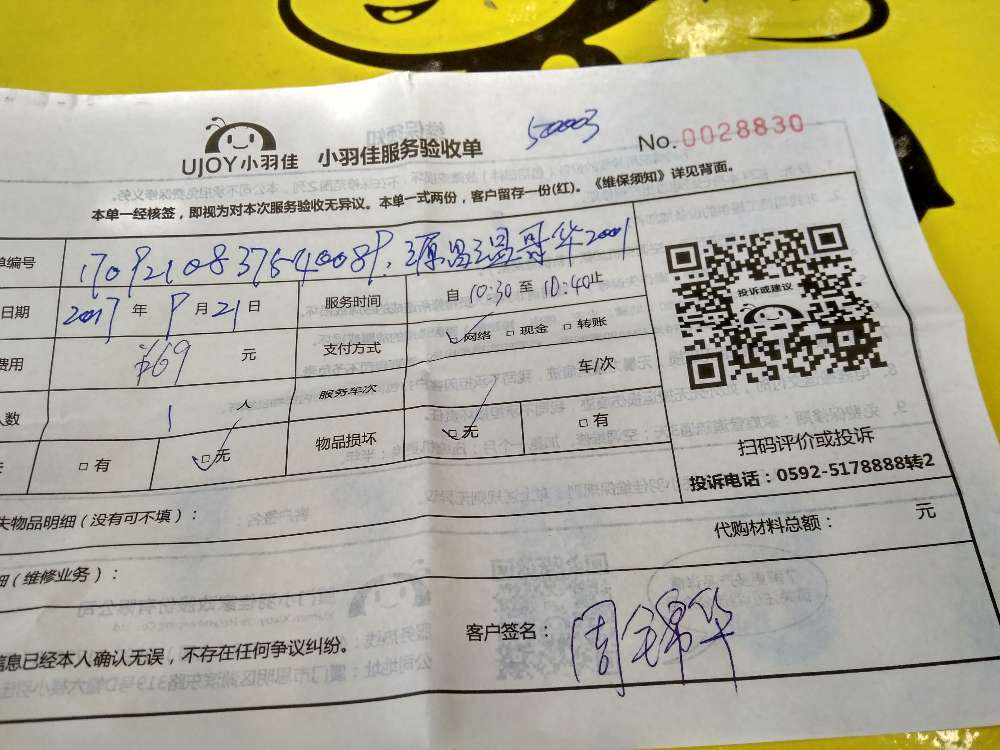 50003
UJOY小羽佳 小羽佳服务验收单 No.0028830
本单一经核签，即视为对本次服务验收无异议。本单一式两份，客户留存一份(红)。《维保须知》详见背面。
单编号 1709210837540089.
日期 2017 年 9 月 21 日 服务时间 自 10:30 至 10:40 止
费用 ¥69 元 支付方式 □网络 □现金 □转账
人数 1 人 服务车次 车/次
□有 □无 物品损坏 □无 □有
投诉或建议
扫码评价或投诉
投诉电话：0592-5178888转2
失物品明细（没有可不填）：
代购材料总额： 元
细（维修业务）：
信息已经本人确认无误，不存在任何争议纠纷。
客户签名：